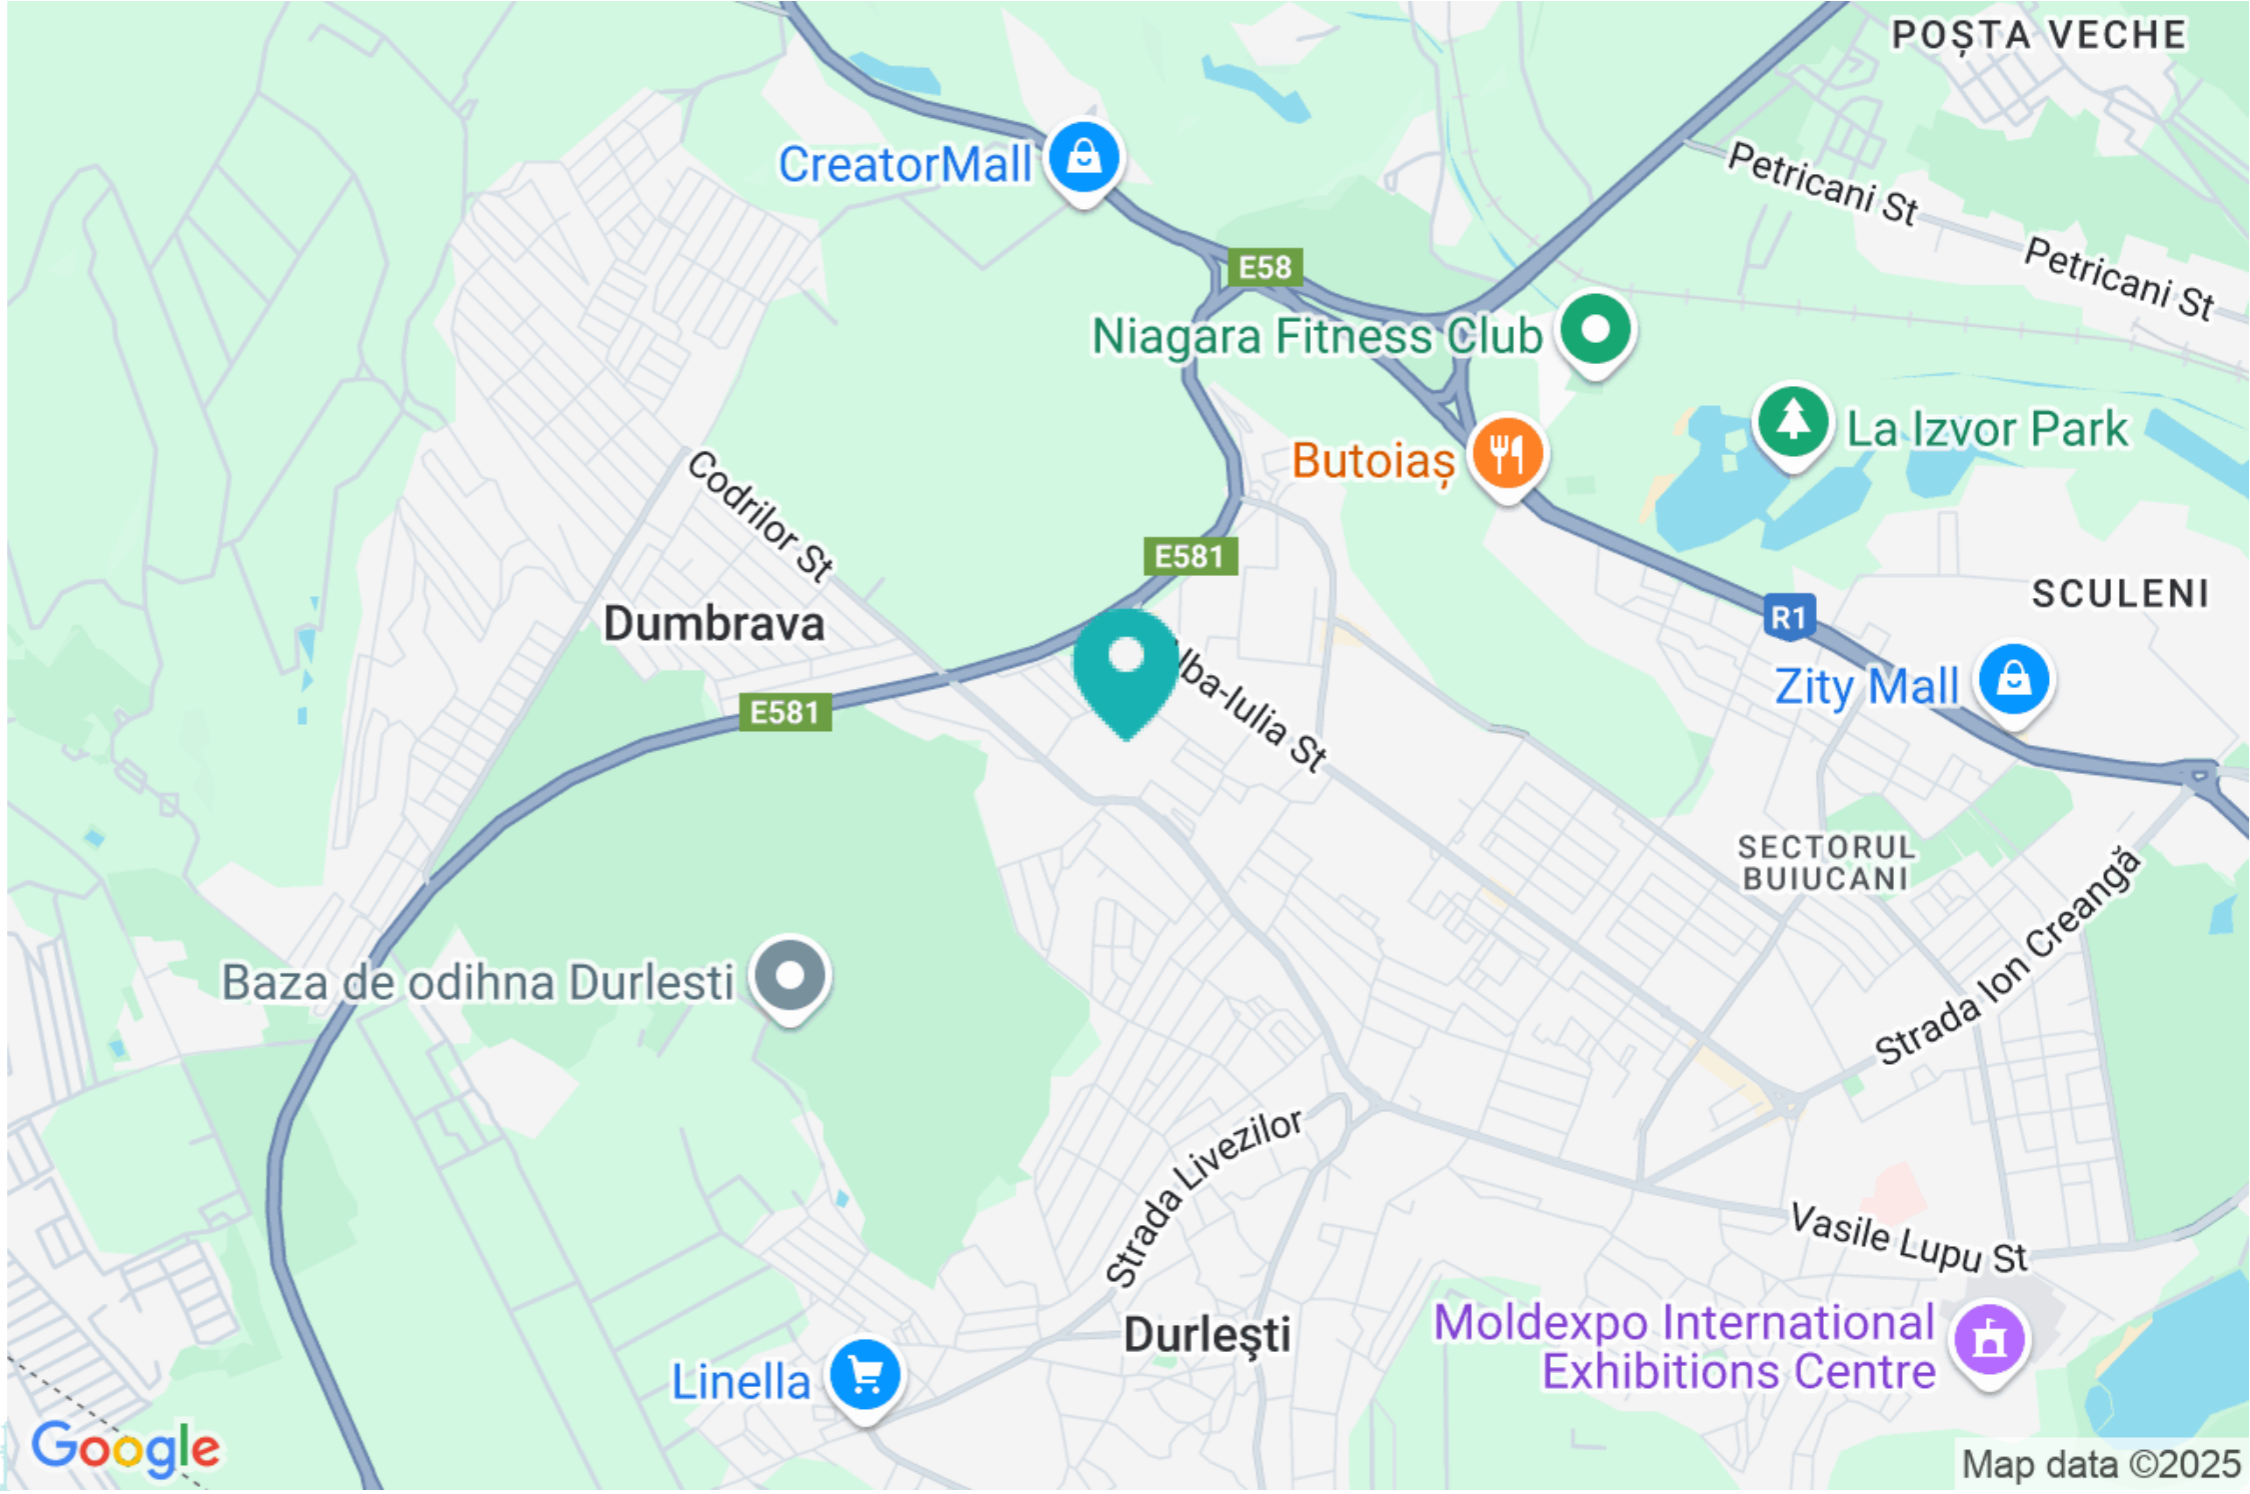 POȘTA VECHE
CreatorMall
Petricani St
E58
Petricani St
Niagara Fitness Club
La Izvor Park
Butoiaș
Codrilor St
E581
SCULENI
Dumbrava
R1
lba-Iulia St
Zity Mall
E581
SECTORUL
BUIUCANI
Strada Ion Creangă
Baza de odihna Durlesti
Strada Livezilor
Vasile Lupu St
Durleşti
Moldexpo International
Exhibitions Centre
Linella
Google
Map data ©2025